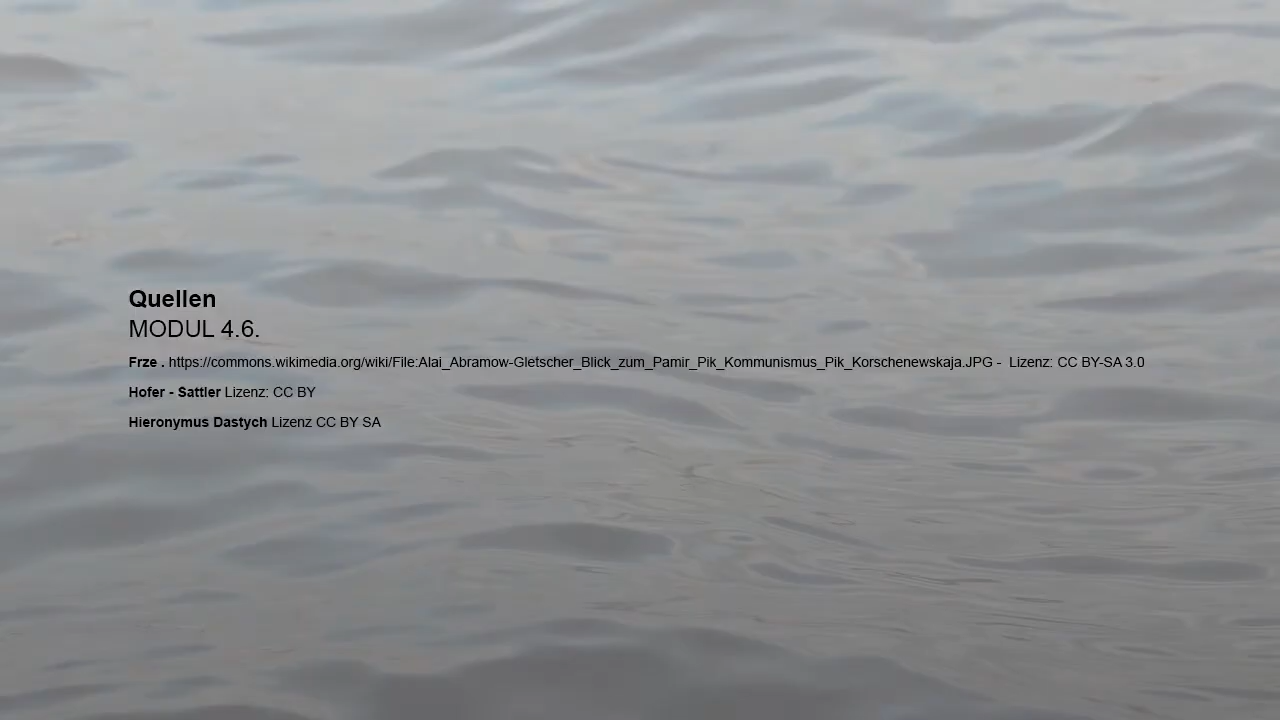 Quellen
MODUL 4.6.
Frze . https://commons.wikimedia.org/wiki/File:Alai_Abramow-Gletscher_Blick_zum_Pamir_Pik_Kommunismus_Pik_Korschenewskaja.JPG - Lizenz: CC BY-SA 3.0
Hofer - Sattler Lizenz: CC BY
Hieronymus Dastych Lizenz CC BY SA